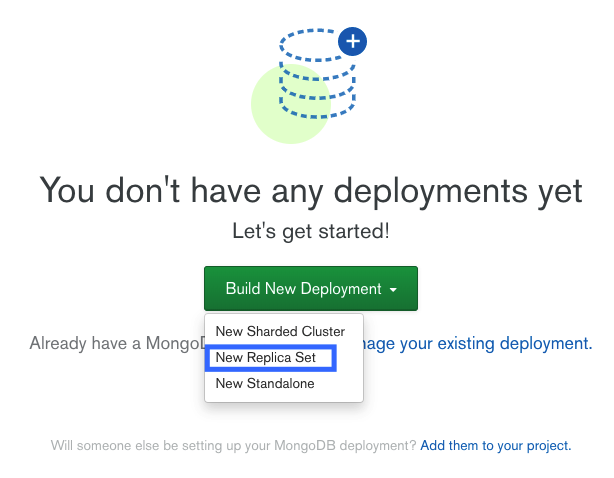 You don't have any deployments yet
Let's get started!
Build New Deployment
New Sharded Cluster
Already have a MongoD nage your existing deployment.
New Replica Set
New Standalone
Will someone else be setting up your MongoDB deployment? Add them to your project.